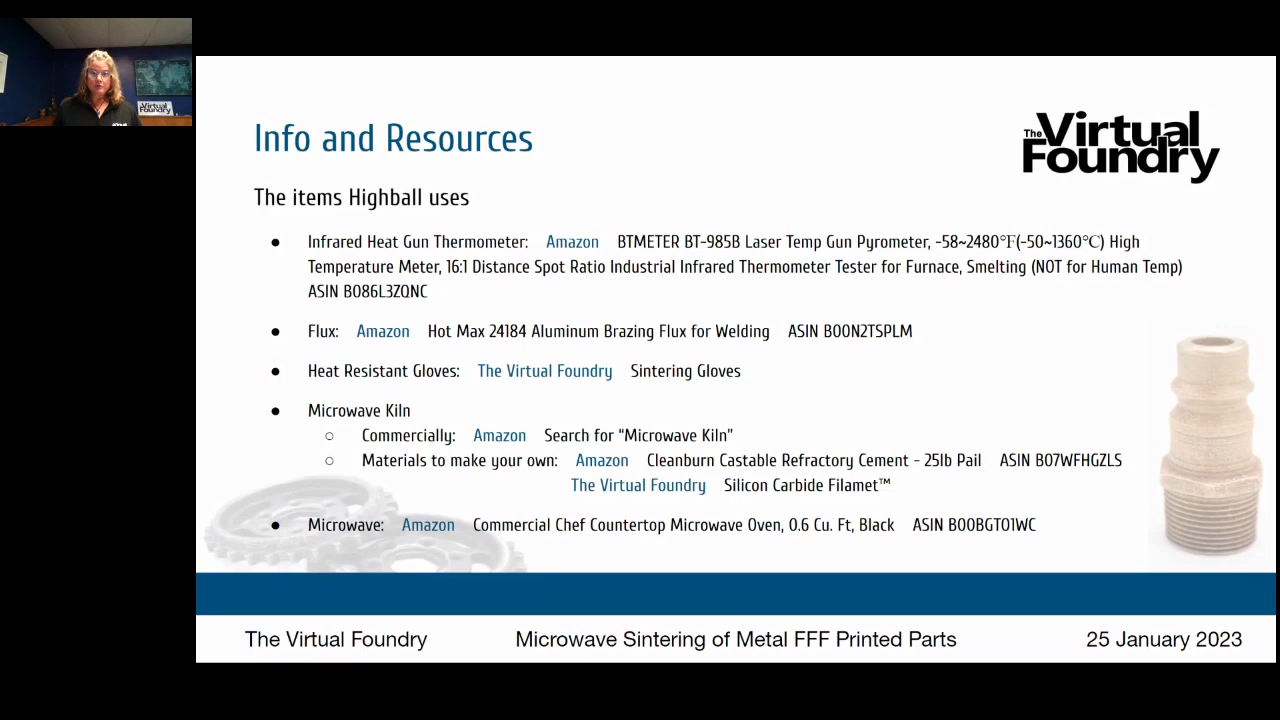 The Virtual
Foundry
Info and Resources
The Virtual
Foundry
The items Highball uses
● Infrared Heat Gun Thermometer: Amazon BTMETER BT-985B Laser Temp Gun Pyrometer, -58~2480℉(-50~1360℃) High
Temperature Meter, 16:1 Distance Spot Ratio Industrial Infrared Thermometer Tester for Furnace, Smelting (NOT for Human Temp)
ASIN B086L3ZQNC
● Flux: Amazon Hot Max 24184 Aluminum Brazing Flux for Welding ASIN B00N2TSPLM
● Heat Resistant Gloves: The Virtual Foundry Sintering Gloves
● Microwave Kiln
○ Commercially: Amazon Search for “Microwave Kiln”
○ Materials to make your own: Amazon Cleanburn Castable Refractory Cement - 25lb Pail ASIN B07WFHGZLS
The Virtual Foundry Silicon Carbide Filamet™
● Microwave: Amazon Commercial Chef Countertop Microwave Oven, 0.6 Cu. Ft, Black ASIN B00BGTO1WC
The Virtual Foundry Microwave Sintering of Metal FFF Printed Parts 25 January 2023